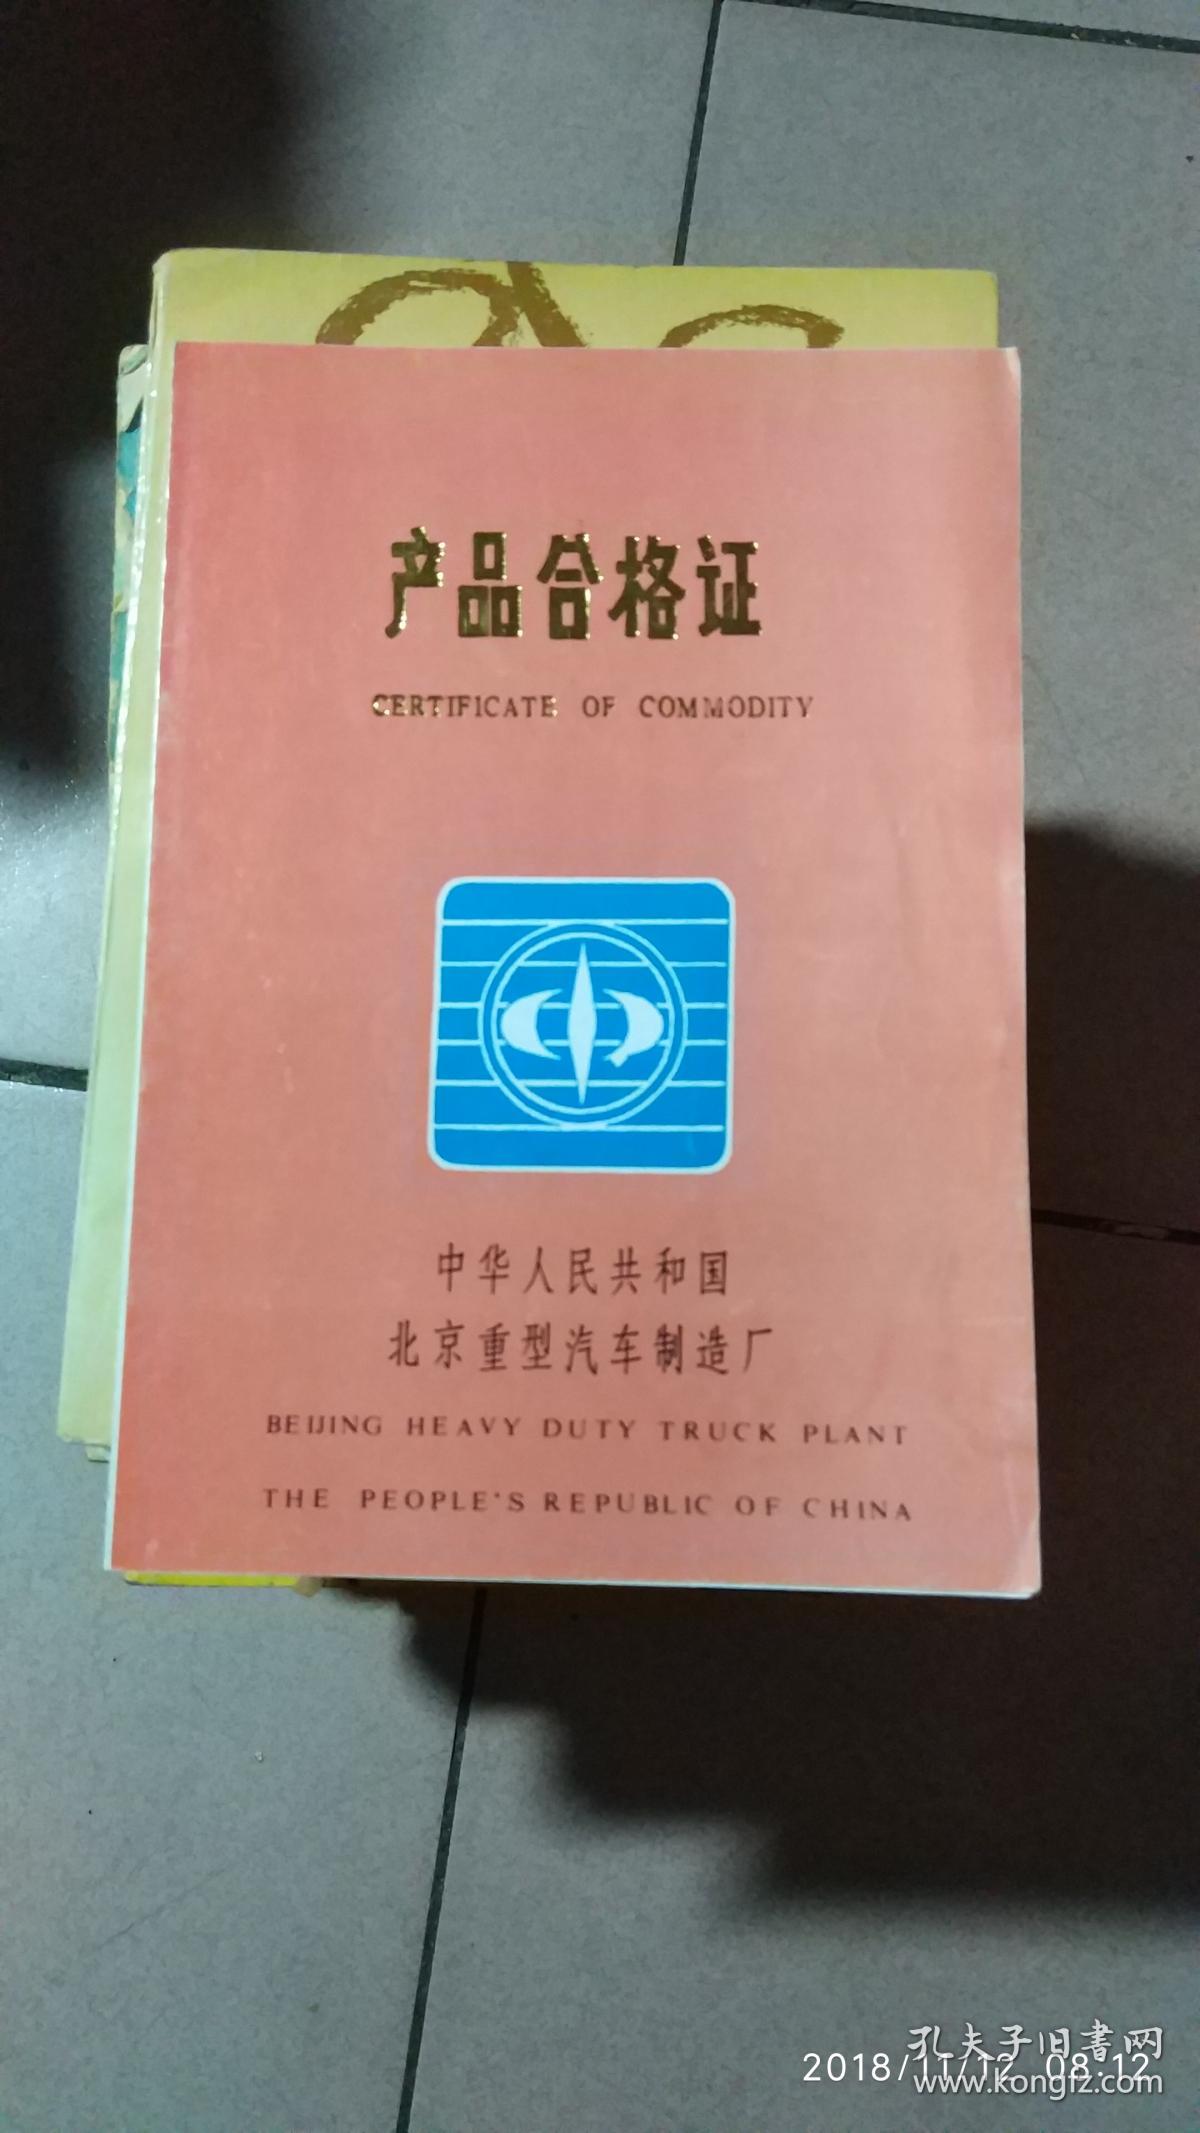 产品合格证
CERTIFICATE OF COMMODITY
中华人民共和国
北京重型汽车制造厂
BEIJING HEAVY DUTY TRUCK PLANT
THE PEOPLE'S REPUBLIC OF CHINA
孔夫子旧書网
2018/11/12 08:12
www.kongfz.com